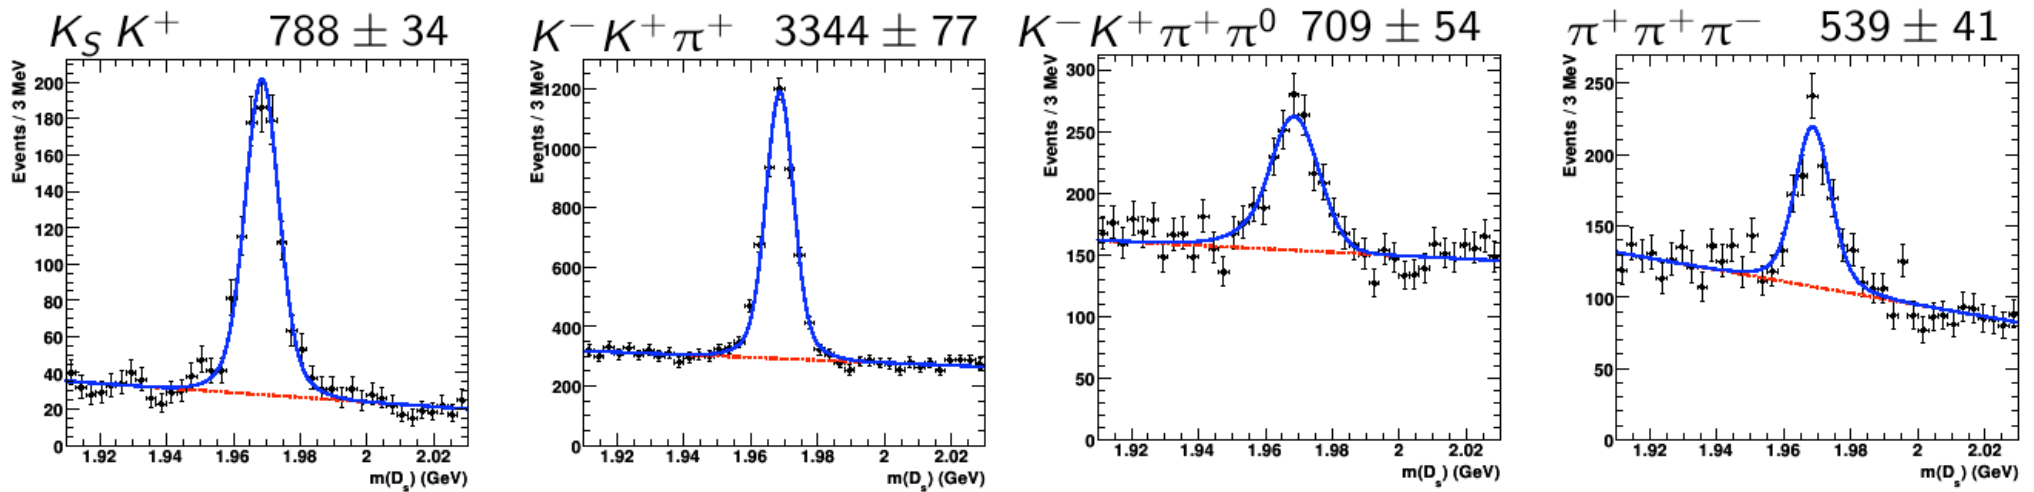 K_S K⁺ 788 ± 34
Events / 3 MeV
200
180
160
140
120
100
80
60
40
20
0
1.92 1.94 1.96 1.98 2 2.02
m(D_s) (GeV)
K⁻ K⁺ π⁺ 3344 ± 77
Events / 3 MeV
1200
1000
800
600
400
200
0
1.92 1.94 1.96 1.98 2 2.02
m(D_s) (GeV)
K⁻ K⁺ π⁺ π⁰ 709 ± 54
Events / 3 MeV
300
250
200
150
100
50
0
1.92 1.94 1.96 1.98 2 2.02
m(D_s) (GeV)
π⁺ π⁺ π⁻ 539 ± 41
Events / 3 MeV
250
200
150
100
50
0
1.92 1.94 1.96 1.98 2 2.02
m(D_s) (GeV)